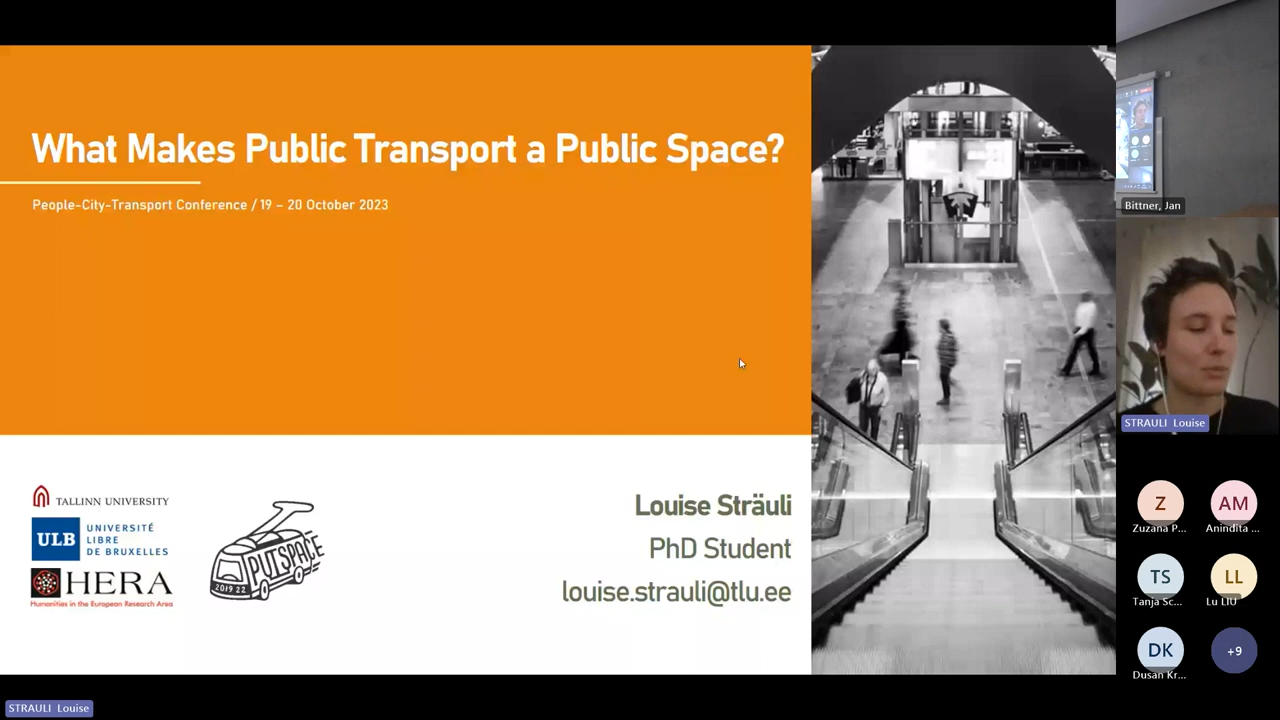 What Makes Public Transport a Public Space?
People-City-Transport Conference / 19 – 20 October 2023
TALLINN UNIVERSITY
ULB
UNIVERSITÉ
LIBRE
DE BRUXELLES
HERA
Humanities in the European Research Area
PUTSPACE
2019 22
Louise Sträuli
PhD Student
louise.strauli@tlu.ee
Bittner, Jan
STRAULI Louise
Z
AM
Zuzana P...
Anindita ...
TS
LL
Tanja Sc...
Lu LIU
DK
+9
Dusan Kr...
STRAULI Louise